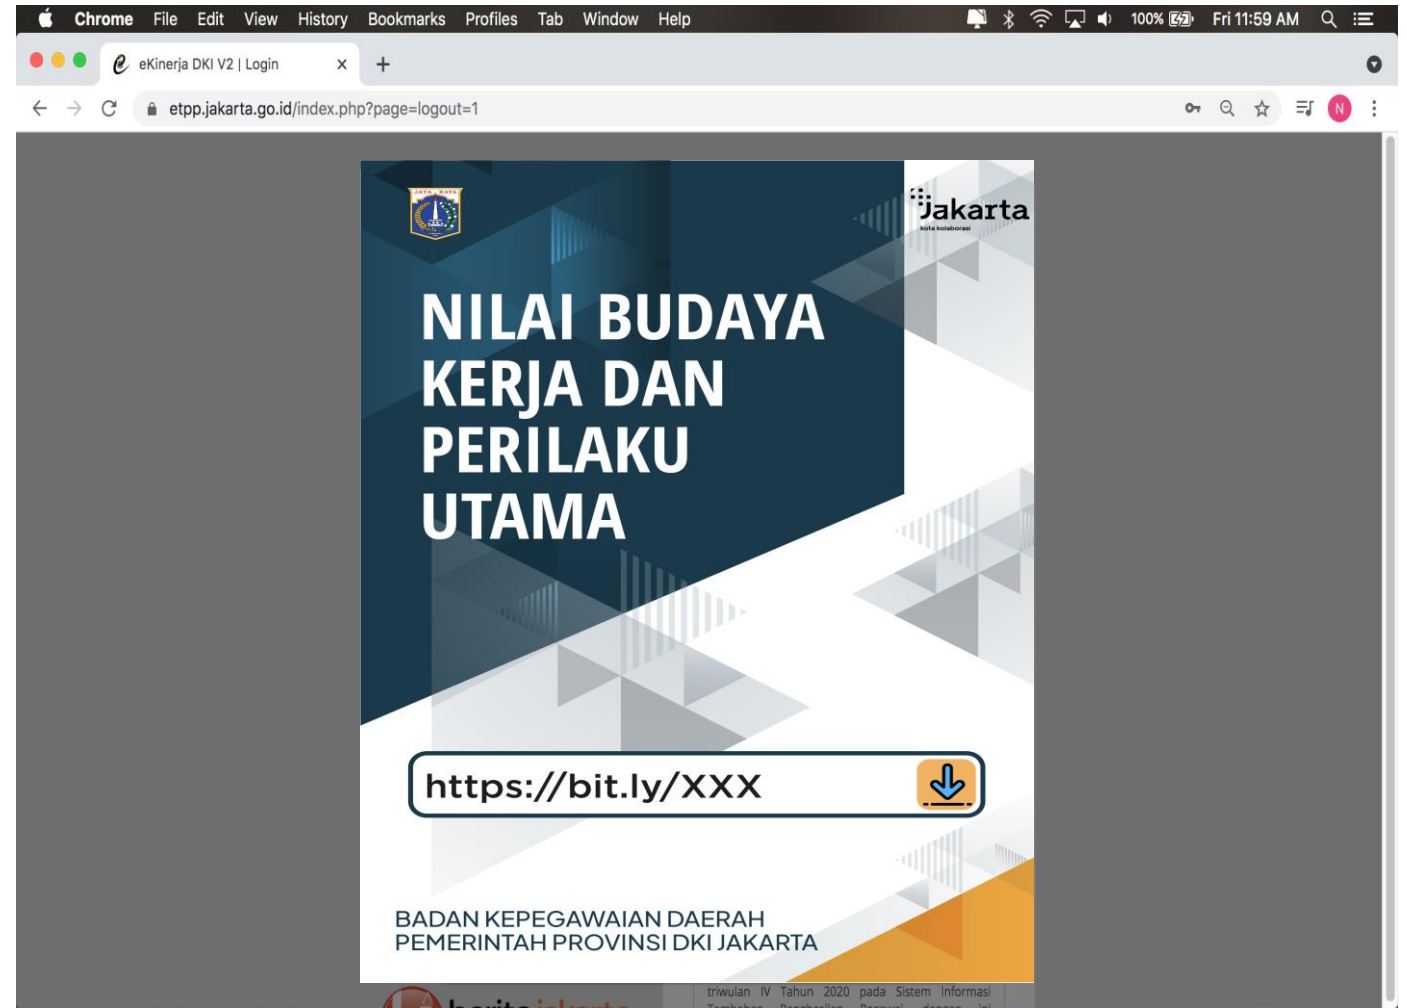 Chrome File Edit View History Bookmarks Profiles Tab Window Help 100% Fri 11:59 AM
eKinerja DKI V2 | Login
etpp.jakarta.go.id/index.php?page=logout=1
N
JAYA RAYA
Jakarta
kota kolaborasi
NILAI BUDAYA
KERJA DAN
PERILAKU
UTAMA
https://bit.ly/XXX
BADAN KEPEGAWAIAN DAERAH
PEMERINTAH PROVINSI DKI JAKARTA
triwulan IV Tahun 2020 pada Sistem Informasi